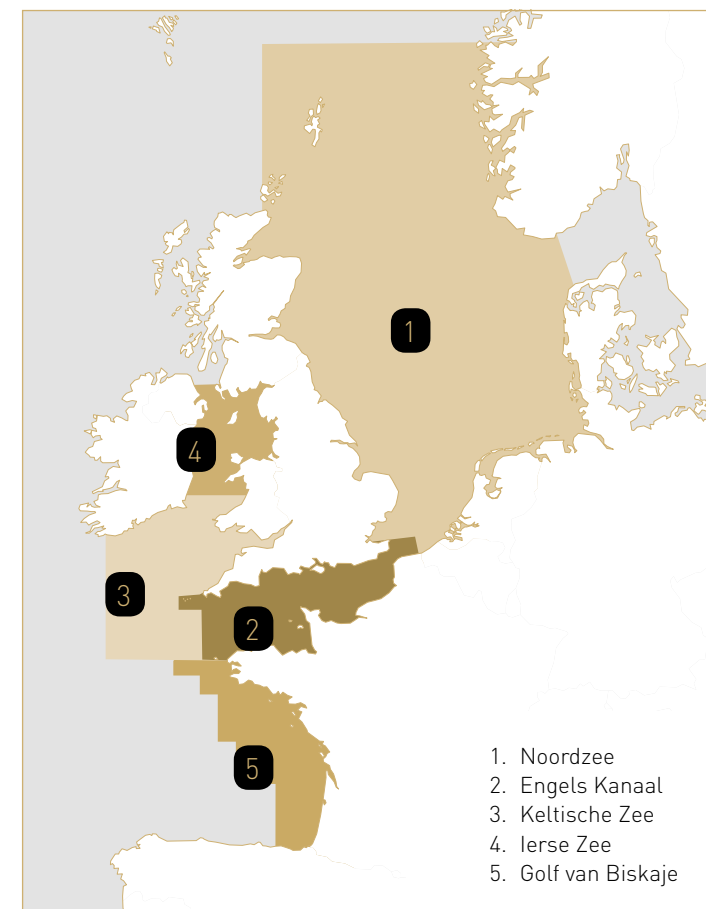 1
4
3
2
5
1. Noordzee
2. Engels Kanaal
3. Keltische Zee
4. Ierse Zee
5. Golf van Biskaje